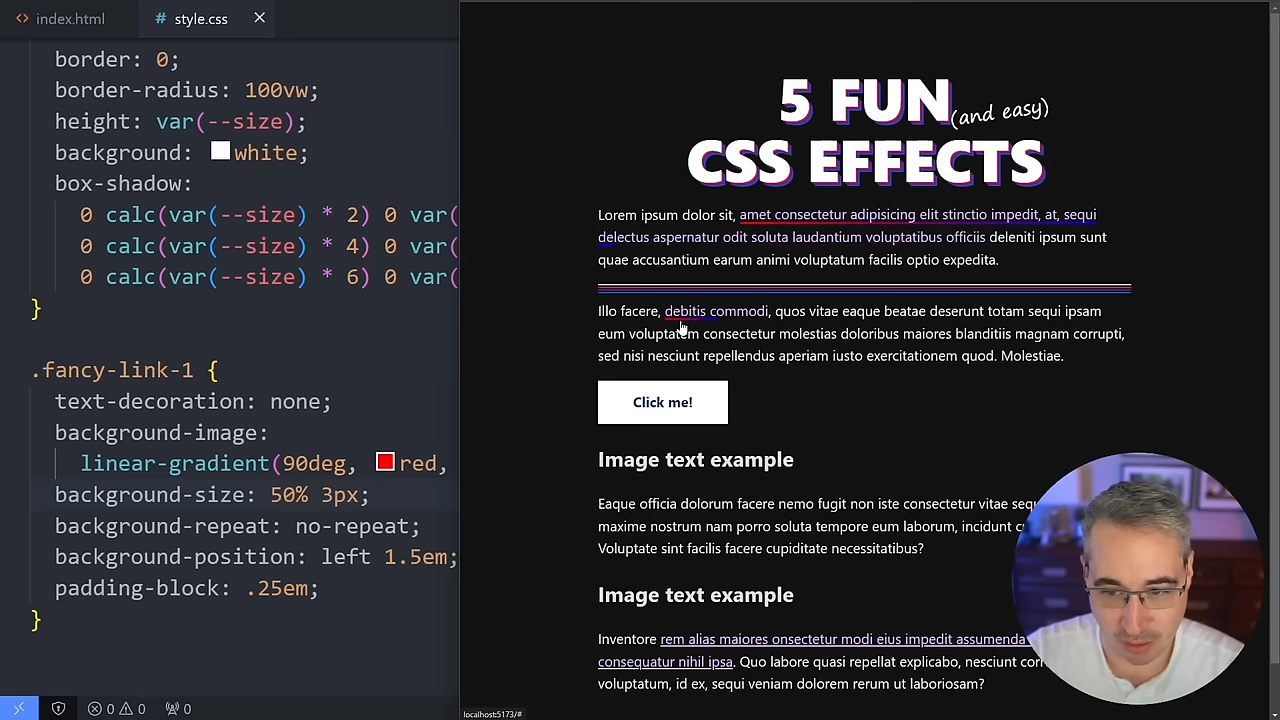 index.html
style.css
border: 0;
border-radius: 100vw;
height: var(--size);
background: white;
box-shadow:
0 calc(var(--size) * 2) 0 var(
0 calc(var(--size) * 4) 0 var(
0 calc(var(--size) * 6) 0 var(
}
.fancy-link-1 {
text-decoration: none;
background-image:
linear-gradient(90deg, red,
background-size: 50% 3px;
background-repeat: no-repeat;
background-position: left 1.5em;
padding-block: .25em;
}
0 0 0
5 FUN (and easy)
CSS EFFECTS
Lorem ipsum dolor sit, amet consectetur adipisicing elit stinctio impedit, at, sequi
delectus aspernatur odit soluta laudantium voluptatibus officiis deleniti ipsum sunt
quae accusantium earum animi voluptatum facilis optio expedita.
Illo facere, debitis commodi, quos vitae eaque beatae deserunt totam sequi ipsam
eum voluptatem consectetur molestias doloribus maiores blanditiis magnam corrupti,
sed nisi nesciunt repellendus aperiam iusto exercitationem quod. Molestiae.
Click me!
Image text example
Eaque officia dolorum facere nemo fugit non iste consectetur vitae
maxime nostrum nam porro soluta tempore eum laborum, incidunt
Voluptate sint facilis facere cupiditate necessitatibus?
Image text example
Inventore rem alias maiores onsectetur modi eius impedit assumenda
consequatur nihil ipsa. Quo labore quasi repellat explicabo, nesciunt
voluptatum, id ex, sequi veniam dolorem rerum ut laboriosam?
localhost:5173/#